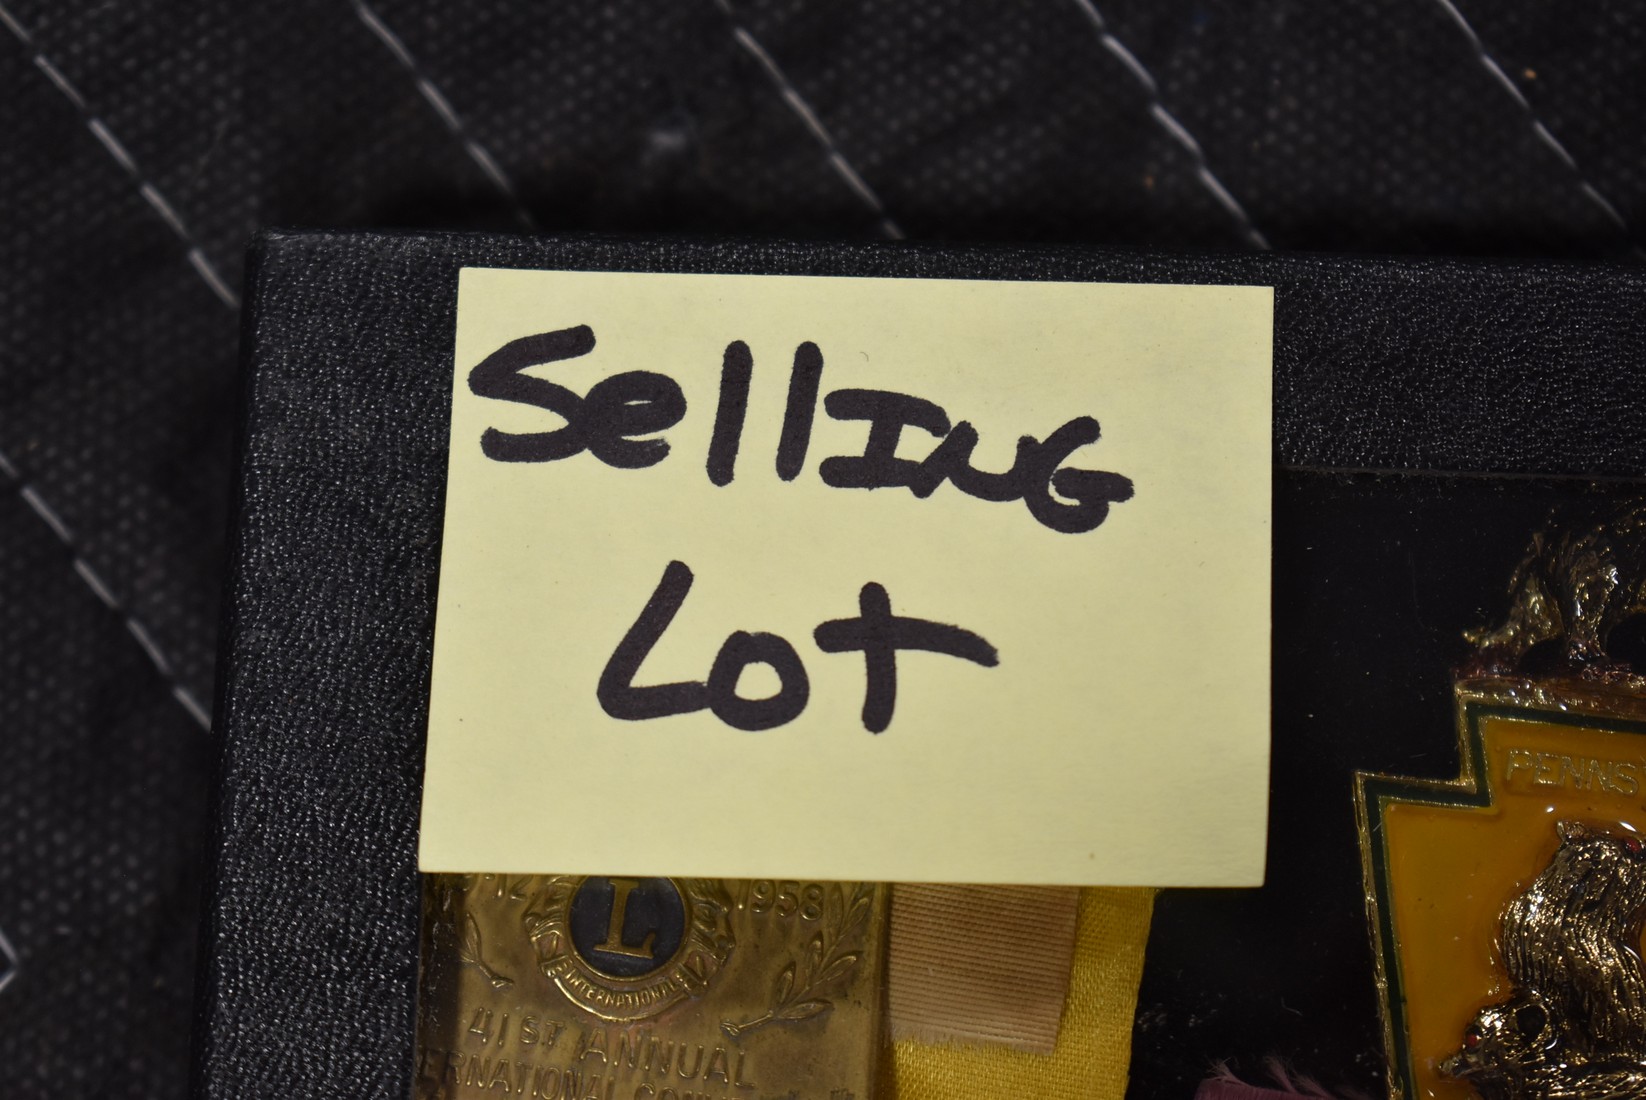 SellING
Lot
1958
L
INTERNATIONAL
41ST ANNUAL
PENNS